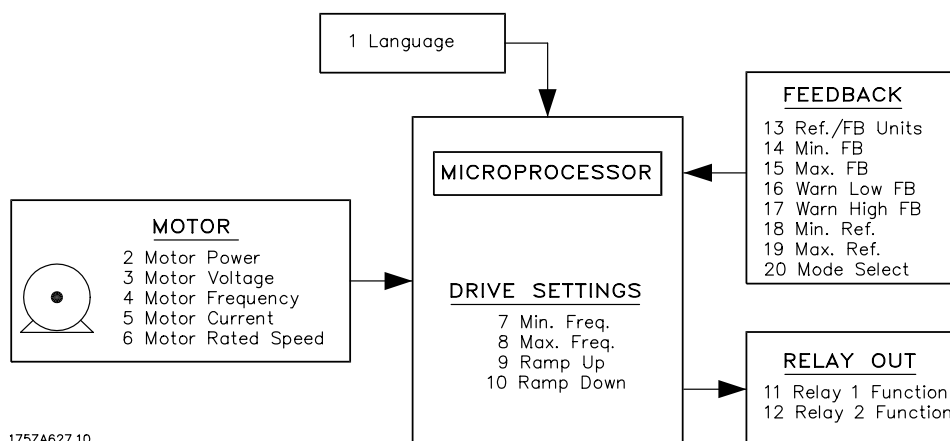 1 Language
FEEDBACK
13 Ref./FB Units
14 Min. FB
15 Max. FB
16 Warn Low FB
17 Warn High FB
18 Min. Ref.
19 Max. Ref.
20 Mode Select
MICROPROCESSOR
MOTOR
2 Motor Power
3 Motor Voltage
4 Motor Frequency
5 Motor Current
6 Motor Rated Speed
DRIVE SETTINGS
7 Min. Freq.
8 Max. Freq.
9 Ramp Up
10 Ramp Down
RELAY OUT
11 Relay 1 Function
12 Relay 2 Function
175ZA627.10